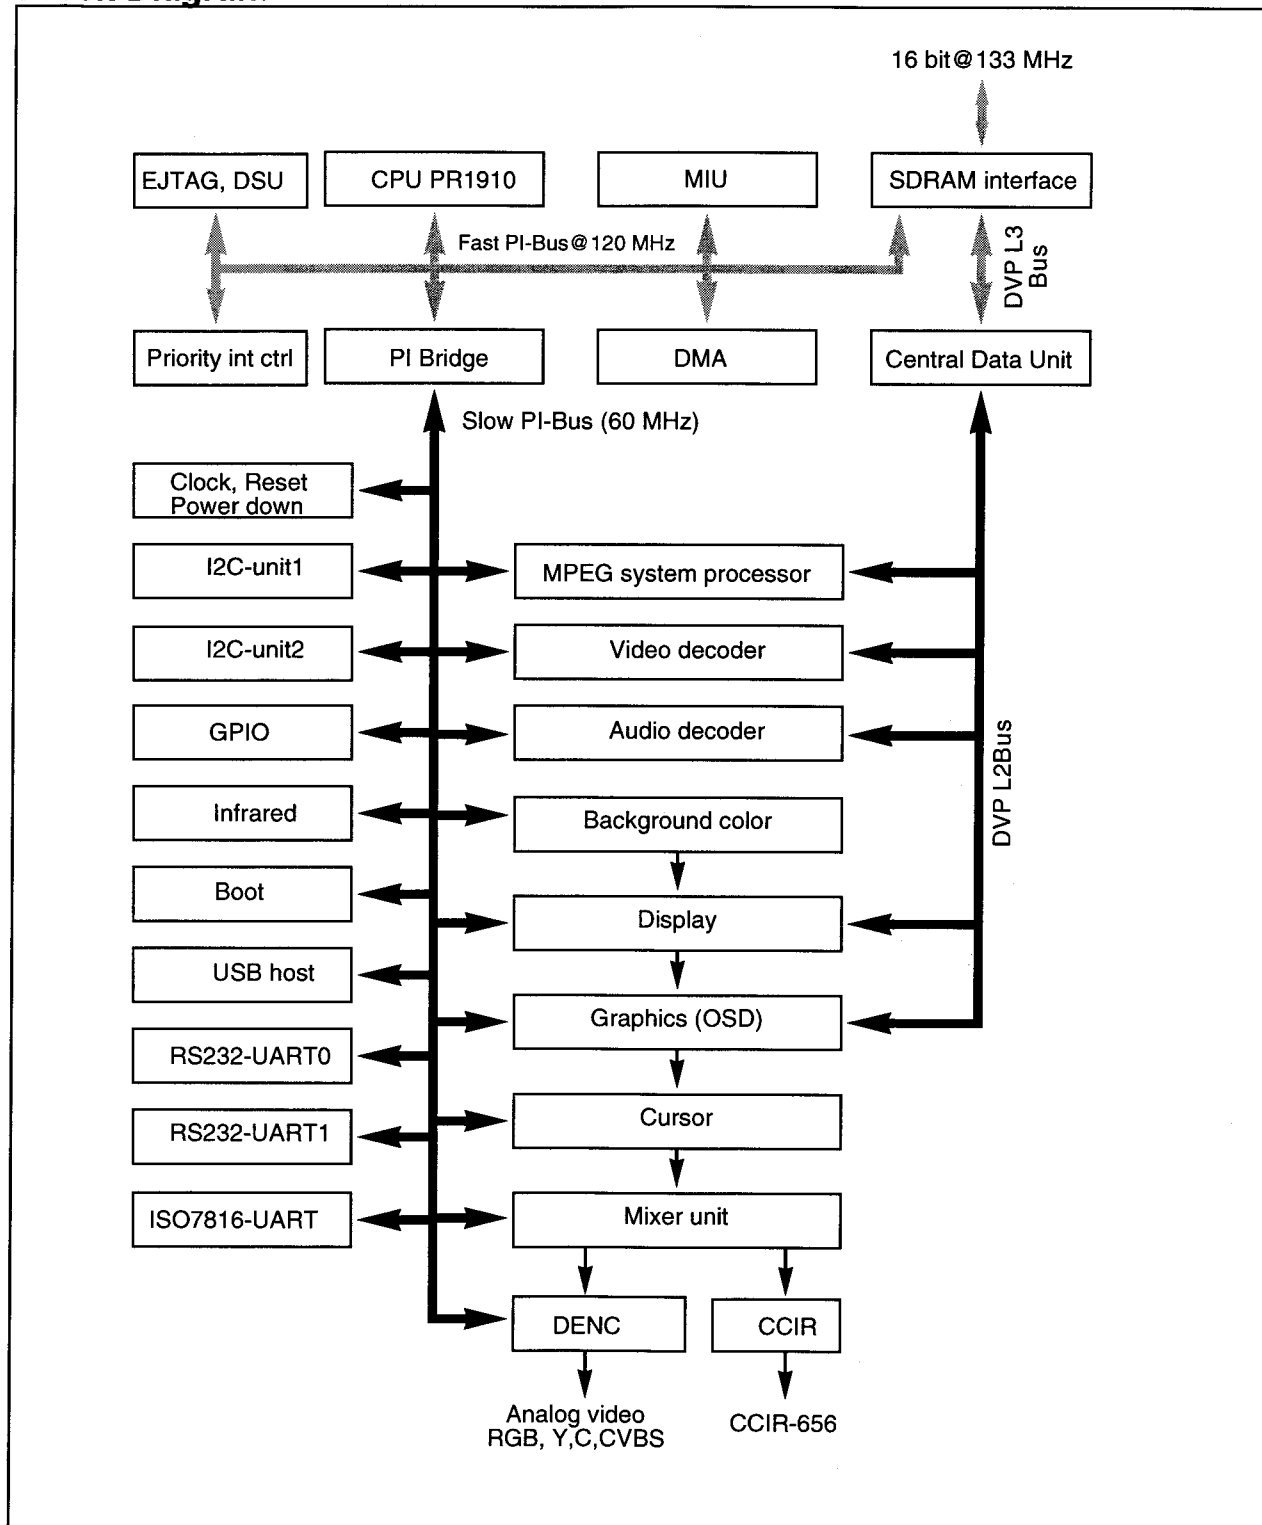 16 bit@133 MHz
EJTAG, DSU
CPU PR1910
MIU
SDRAM interface
Fast PI-Bus@120 MHz
DVP L3
Bus
Priority int ctrl
PI Bridge
DMA
Central Data Unit
Slow PI-Bus (60 MHz)
Clock, Reset
Power down
I2C-unit1
MPEG system processor
I2C-unit2
Video decoder
GPIO
Audio decoder
DVP L2Bus
Infrared
Background color
Boot
Display
USB host
Graphics (OSD)
RS232-UART0
Cursor
RS232-UART1
ISO7816-UART
Mixer unit
DENC
CCIR
Analog video
RGB, Y,C,CVBS
CCIR-656